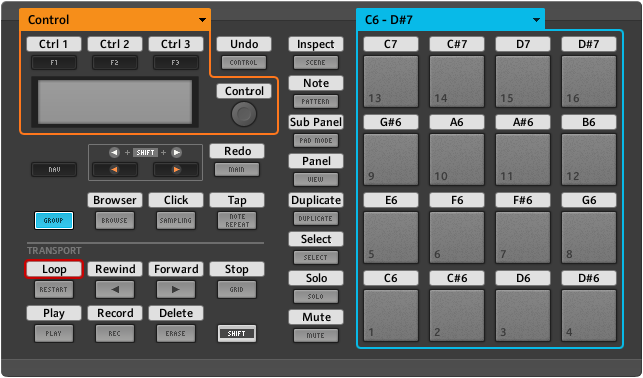 Control
C6 - D#7
Ctrl 1 Ctrl 2 Ctrl 3 Undo Inspect C7 C#7 D7 D#7
F1 F2 F3 CONTROL SCENE
Control Note
PATTERN 13 14 15 16
Sub Panel G#6 A6 A#6 B6
+ SHIFT + Redo PAD MODE
Panel
NAV MAIN VIEW 9 10 11 12
Browser Click Tap Duplicate E6 F6 F#6 G6
GROUP BROWSE SAMPLING NOTE REPEAT DUPLICATE
TRANSPORT Select
SELECT 5 6 7 8
Loop Rewind Forward Stop Solo C6 C#6 D6 D#6
RESTART GRID SOLO
Play Record Delete Mute
PLAY REC ERASE SHIFT MUTE 1 2 3 4